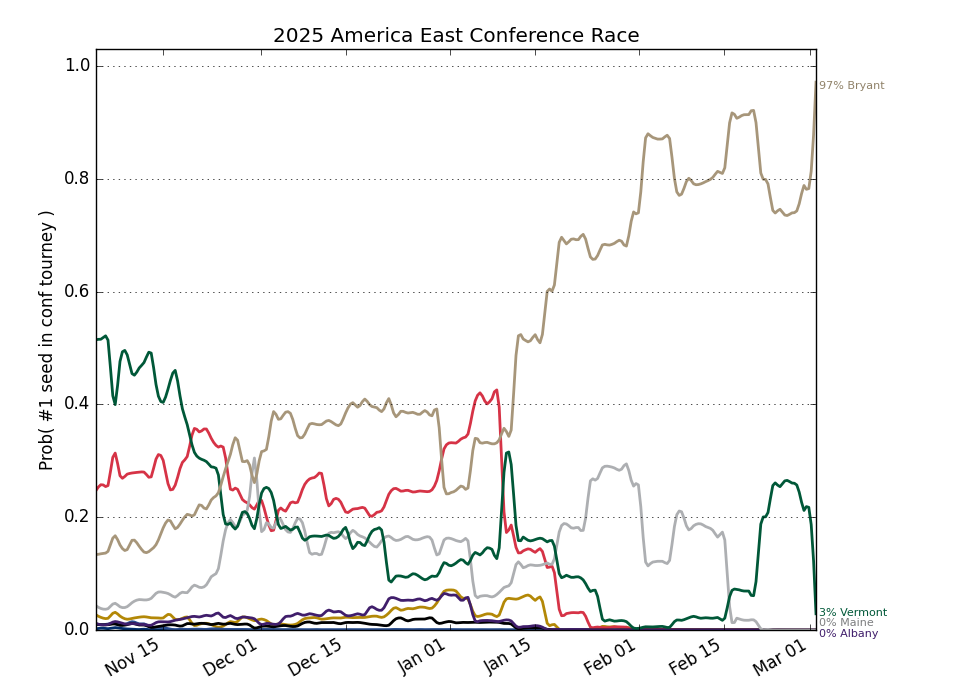 2025 America East Conference Race
Prob( #1 seed in conf tourney )
1.0
0.8
0.6
0.4
0.2
0.0
97% Bryant
3% Vermont
0% Maine
0% Albany
Nov 15
Dec 01
Dec 15
Jan 01
Jan 15
Feb 01
Feb 15
Mar 01